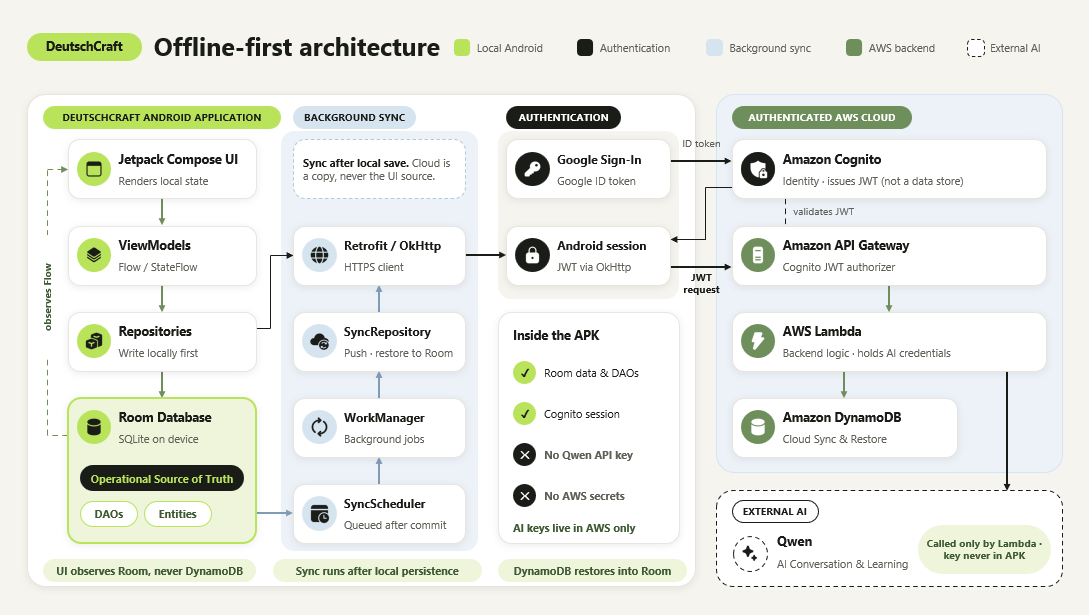 DeutschCraft
Offline-first architecture
Local Android
Authentication
Background sync
AWS backend
External AI
DEUTSCHCRAFT ANDROID APPLICATION
Jetpack Compose UI
Renders local state
ViewModels
Flow / StateFlow
Repositories
Write locally first
Room Database
SQLite on device
Operational Source of Truth
DAOs
Entities
observes Flow
UI observes Room, never DynamoDB
BACKGROUND SYNC
Sync after local save. Cloud is
a copy, never the UI source.
Retrofit / OkHttp
HTTPS client
SyncRepository
Push · restore to Room
WorkManager
Background jobs
SyncScheduler
Queued after commit
Sync runs after local persistence
AUTHENTICATION
Google Sign-In
Google ID token
Android session
JWT via OkHttp
Inside the APK
Room data & DAOs
Cognito session
No Qwen API key
No AWS secrets
AI keys live in AWS only
DynamoDB restores into Room
ID token
JWT
request
AUTHENTICATED AWS CLOUD
Amazon Cognito
Identity · issues JWT (not a data store)
validates JWT
Amazon API Gateway
Cognito JWT authorizer
AWS Lambda
Backend logic · holds AI credentials
Amazon DynamoDB
Cloud Sync & Restore
EXTERNAL AI
Qwen
AI Conversation & Learning
Called only by Lambda ·
key never in APK